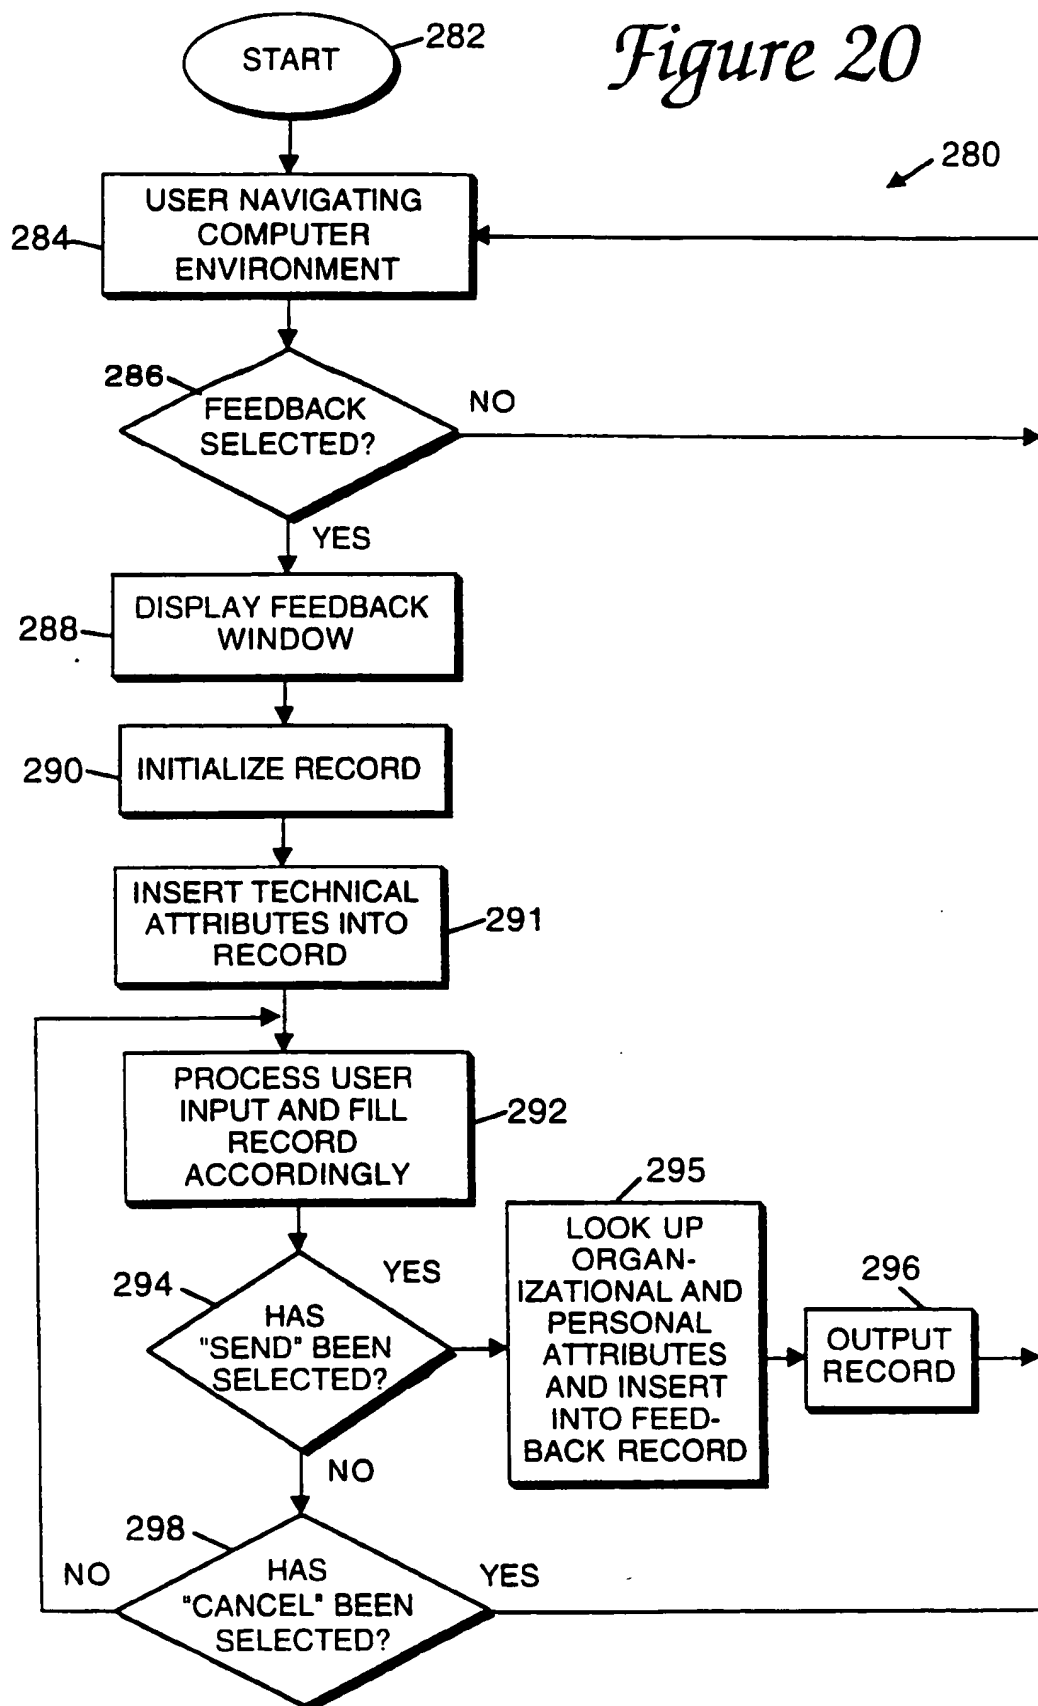 Figure 20
START
282
280
USER NAVIGATING
COMPUTER
ENVIRONMENT
284
286
FEEDBACK
SELECTED?
NO
YES
DISPLAY FEEDBACK
WINDOW
288
INITIALIZE RECORD
290
INSERT TECHNICAL
ATTRIBUTES INTO
RECORD
291
PROCESS USER
INPUT AND FILL
RECORD
ACCORDINGLY
292
294
HAS
"SEND" BEEN
SELECTED?
YES
NO
295
LOOK UP
ORGAN-
IZATIONAL AND
PERSONAL
ATTRIBUTES
AND INSERT
INTO FEED-
BACK RECORD
296
OUTPUT
RECORD
298
HAS
"CANCEL" BEEN
SELECTED?
NO
YES